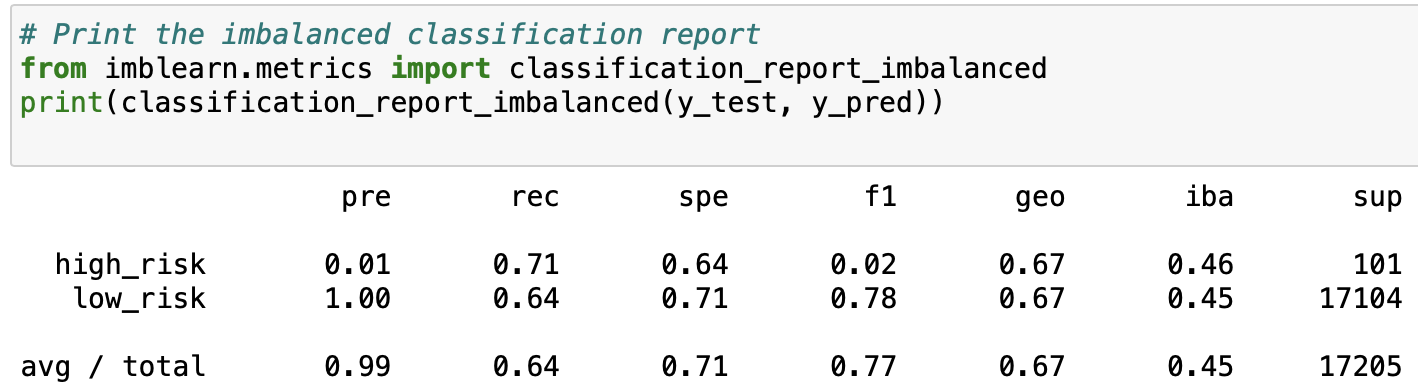 # Print the imbalanced classification report
from imblearn.metrics import classification_report_imbalanced
print(classification_report_imbalanced(y_test, y_pred))
pre rec spe f1 geo iba sup
high_risk 0.01 0.71 0.64 0.02 0.67 0.46 101
low_risk 1.00 0.64 0.71 0.78 0.67 0.45 17104
avg / total 0.99 0.64 0.71 0.77 0.67 0.45 17205